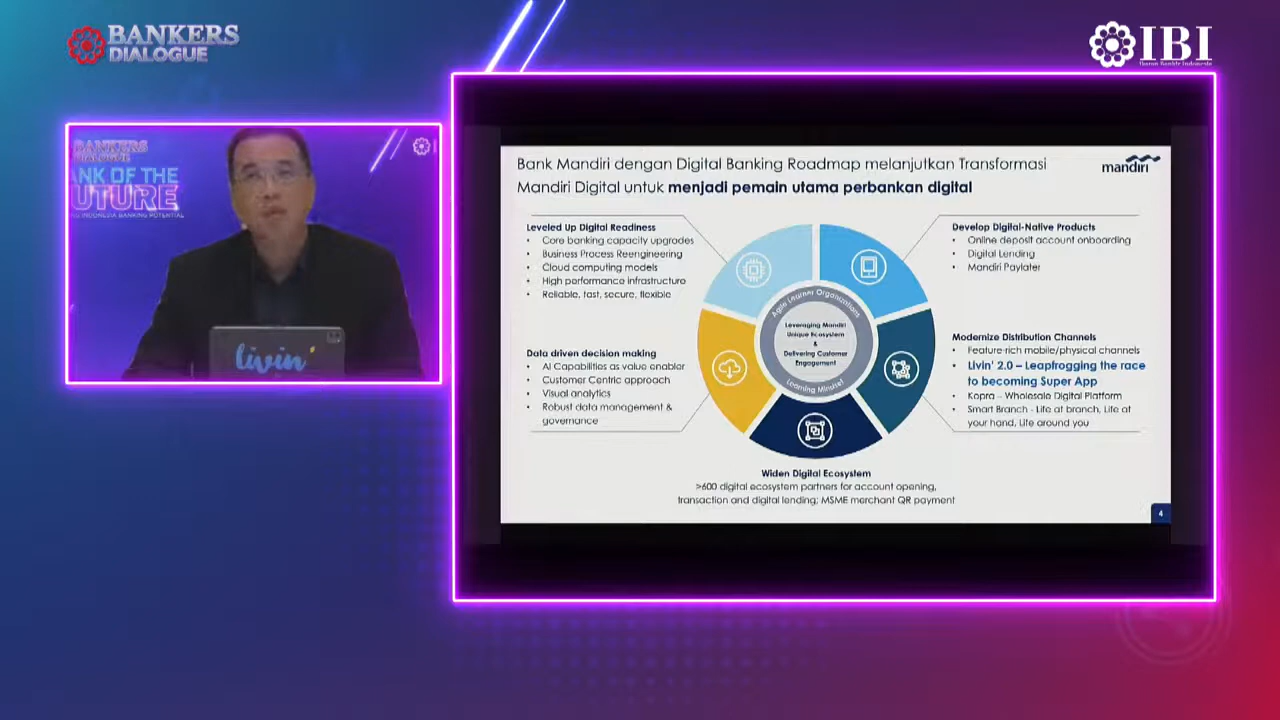 BANKERS
DIALOGUE
IBI
Ikatan Bankir Indonesia
BANKERS
DIALOGUE
ANK OF THE
UTURE
INDONESIA BANKING POTENTIAL
livin'
Bank Mandiri dengan Digital Banking Roadmap melanjutkan Transformasi
Mandiri Digital untuk menjadi pemain utama perbankan digital
mandiri
Leveled Up Digital Readiness
• Core banking capacity upgrades
• Business Process Reengineering
• Cloud computing models
• High performance infrastructure
• Reliable, fast, secure, flexible
Develop Digital-Native Products
• Online deposit account onboarding
• Digital Lending
• Mandiri Paylater
Agile Learner Organizations
Leveraging Mandiri
Unique Ecosystem
&
Delivering Customer
Engagement
Learning Mindset
Data driven decision making
• AI Capabilities as value enabler
• Customer Centric approach
• Visual analytics
• Robust data management &
governance
Modernize Distribution Channels
• Feature-rich mobile/physical channels
• Livin' 2.0 – Leapfrogging the race
to becoming Super App
• Kopra – Wholesale Digital Platform
• Smart Branch - Life at branch, Life at
your hand, Life around you
Widen Digital Ecosystem
>600 digital ecosystem partners for account opening,
transaction and digital lending; MSME merchant QR payment
4